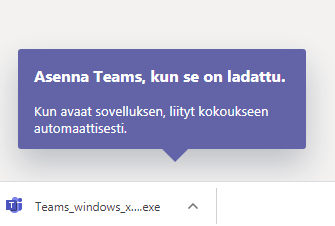 Asenna Teams, kun se on ladattu.
Kun avaat sovelluksen, liityt kokoukseen
automaattisesti.
Teams_windows_x....exe